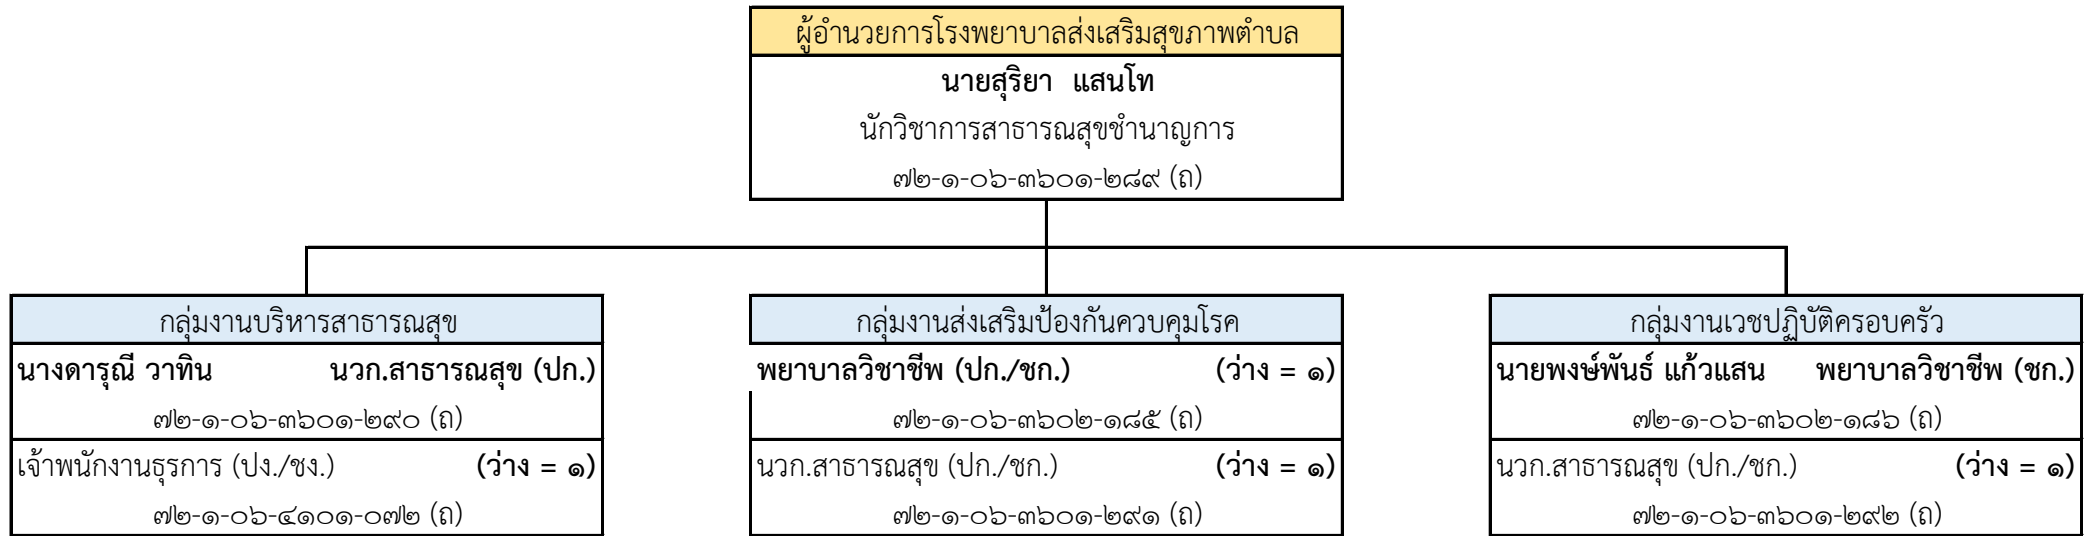 ผู้อำนวยการโรงพยาบาลส่งเสริมสุขภาพตำบล
นายสุริยา แสนโท
นักวิชาการสาธารณสุขชำนาญการ
๗๒-๑-๐๖-๓๖๐๑-๒๘๙ (ถ)
กลุ่มงานบริหารสาธารณสุข
นางดารุณี วาทิน นวก.สาธารณสุข (ปก.)
๗๒-๑-๐๖-๓๖๐๑-๒๙๐ (ถ)
เจ้าพนักงานธุรการ (ปง./ชง.) (ว่าง = ๑)
๗๒-๑-๐๖-๔๑๐๑-๐๗๒ (ถ)
กลุ่มงานส่งเสริมป้องกันควบคุมโรค
พยาบาลวิชาชีพ (ปก./ชก.) (ว่าง = ๑)
๗๒-๑-๐๖-๓๖๐๒-๑๘๕ (ถ)
นวก.สาธารณสุข (ปก./ชก.) (ว่าง = ๑)
๗๒-๑-๐๖-๓๖๐๑-๒๙๑ (ถ)
กลุ่มงานเวชปฏิบัติครอบครัว
นายพงษ์พันธ์ แก้วแสน พยาบาลวิชาชีพ (ชก.)
๗๒-๑-๐๖-๓๖๐๒-๑๘๖ (ถ)
นวก.สาธารณสุข (ปก./ชก.) (ว่าง = ๑)
๗๒-๑-๐๖-๓๖๐๑-๒๙๒ (ถ)